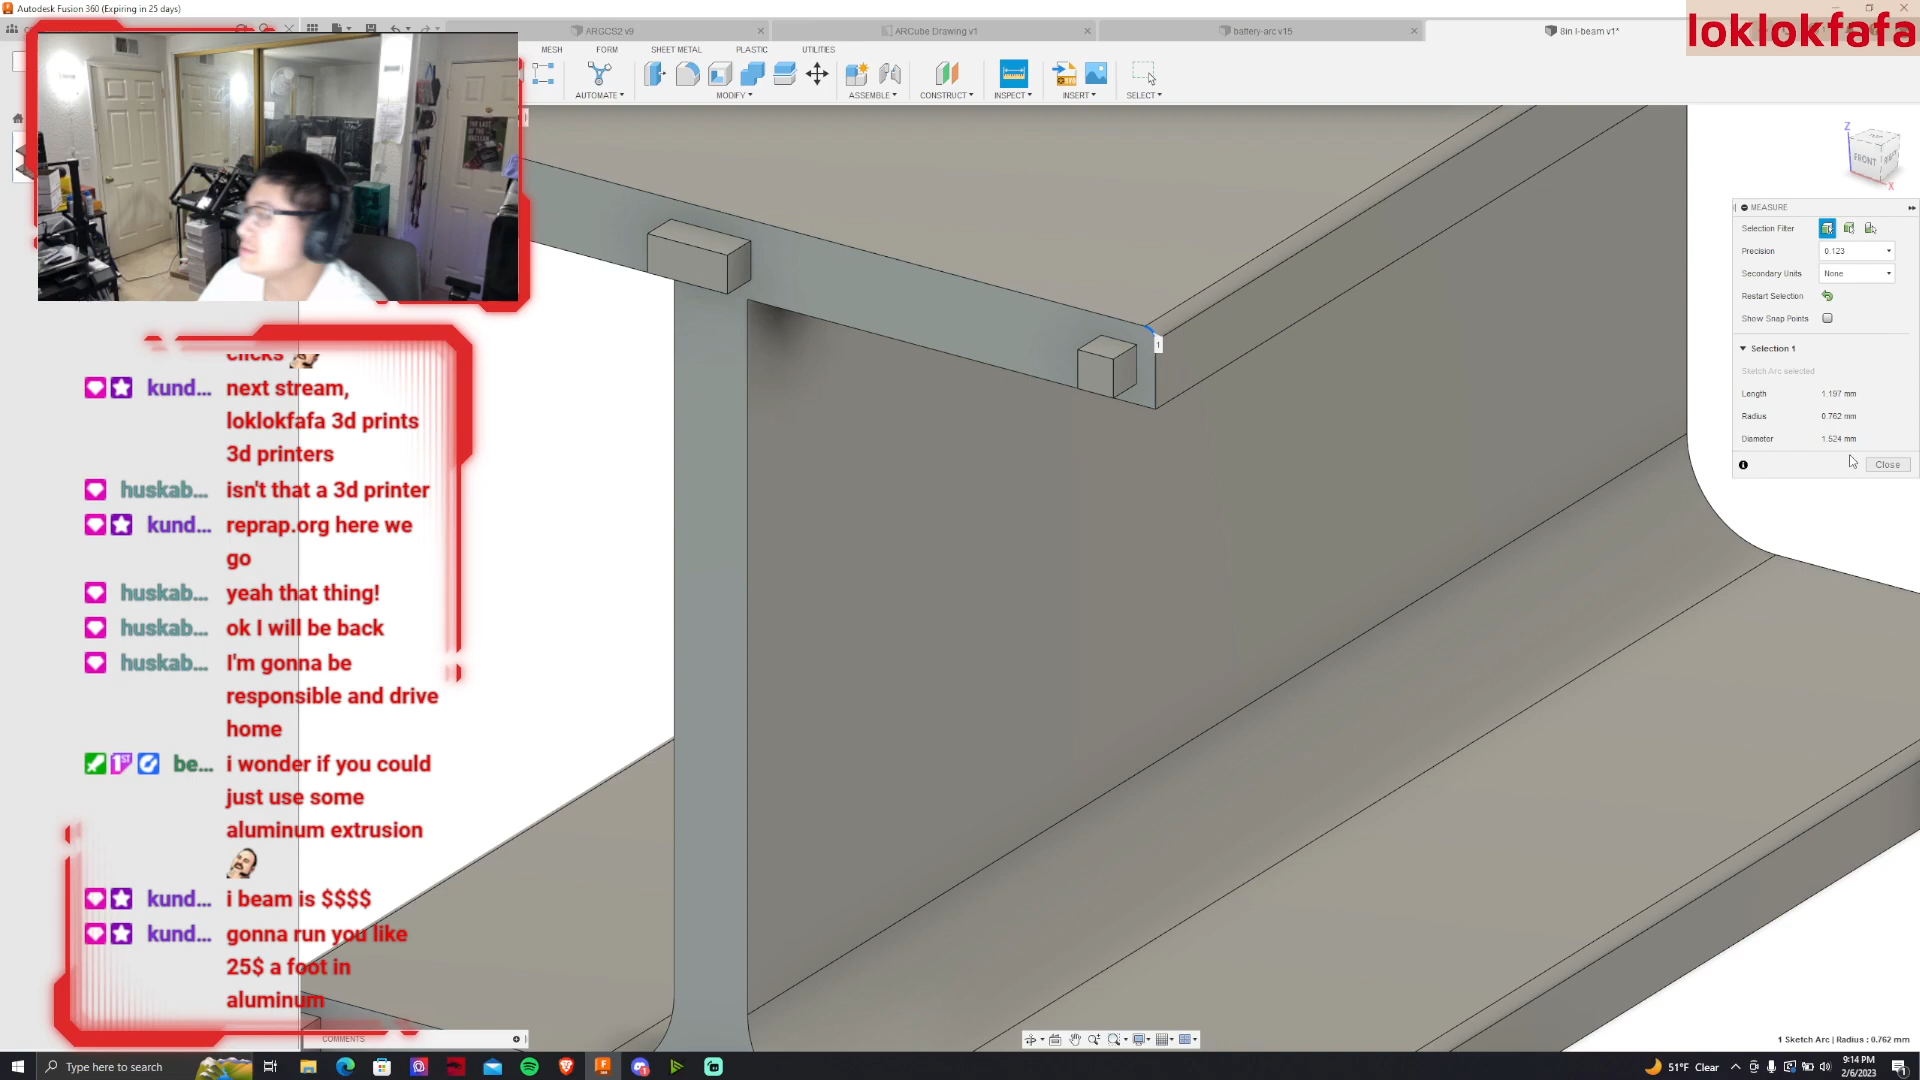 Autodesk Fusion 360 (Expiring in 25 days)
loklokfafa
ARGCS2 v9
ARCube Drawing v1
battery-arc v15
8in I-beam v1*
MESH
FORM
SHEET METAL
PLASTIC
UTILITIES
AUTOMATE
MODIFY
ASSEMBLE
CONSTRUCT
INSPECT
INSERT
SELECT
Z
FRONT
RIGHT
X
MEASURE
Selection Filter
Precision
0.123
Secondary Units
None
Restart Selection
Show Snap Points
Selection 1
Sketch Arc selected
Length
1.197 mm
Radius
0.762 mm
Diameter
1.524 mm
Close
1
clicks
kund... next stream,
loklokfafa 3d prints
3d printers
huskab... isn't that a 3d printer
kund... reprap.org here we
go
huskab... yeah that thing!
huskab... ok I will be back
huskab... I'm gonna be
responsible and drive
home
1ST
be... i wonder if you could
just use some
aluminum extrusion
kund... i beam is $$$$
kund... gonna run you like
25$ a foot in
aluminum
COMMENTS
1 Sketch Arc | Radius : 0.762 mm
Type here to search
51°F Clear
9:14 PM
2/6/2023